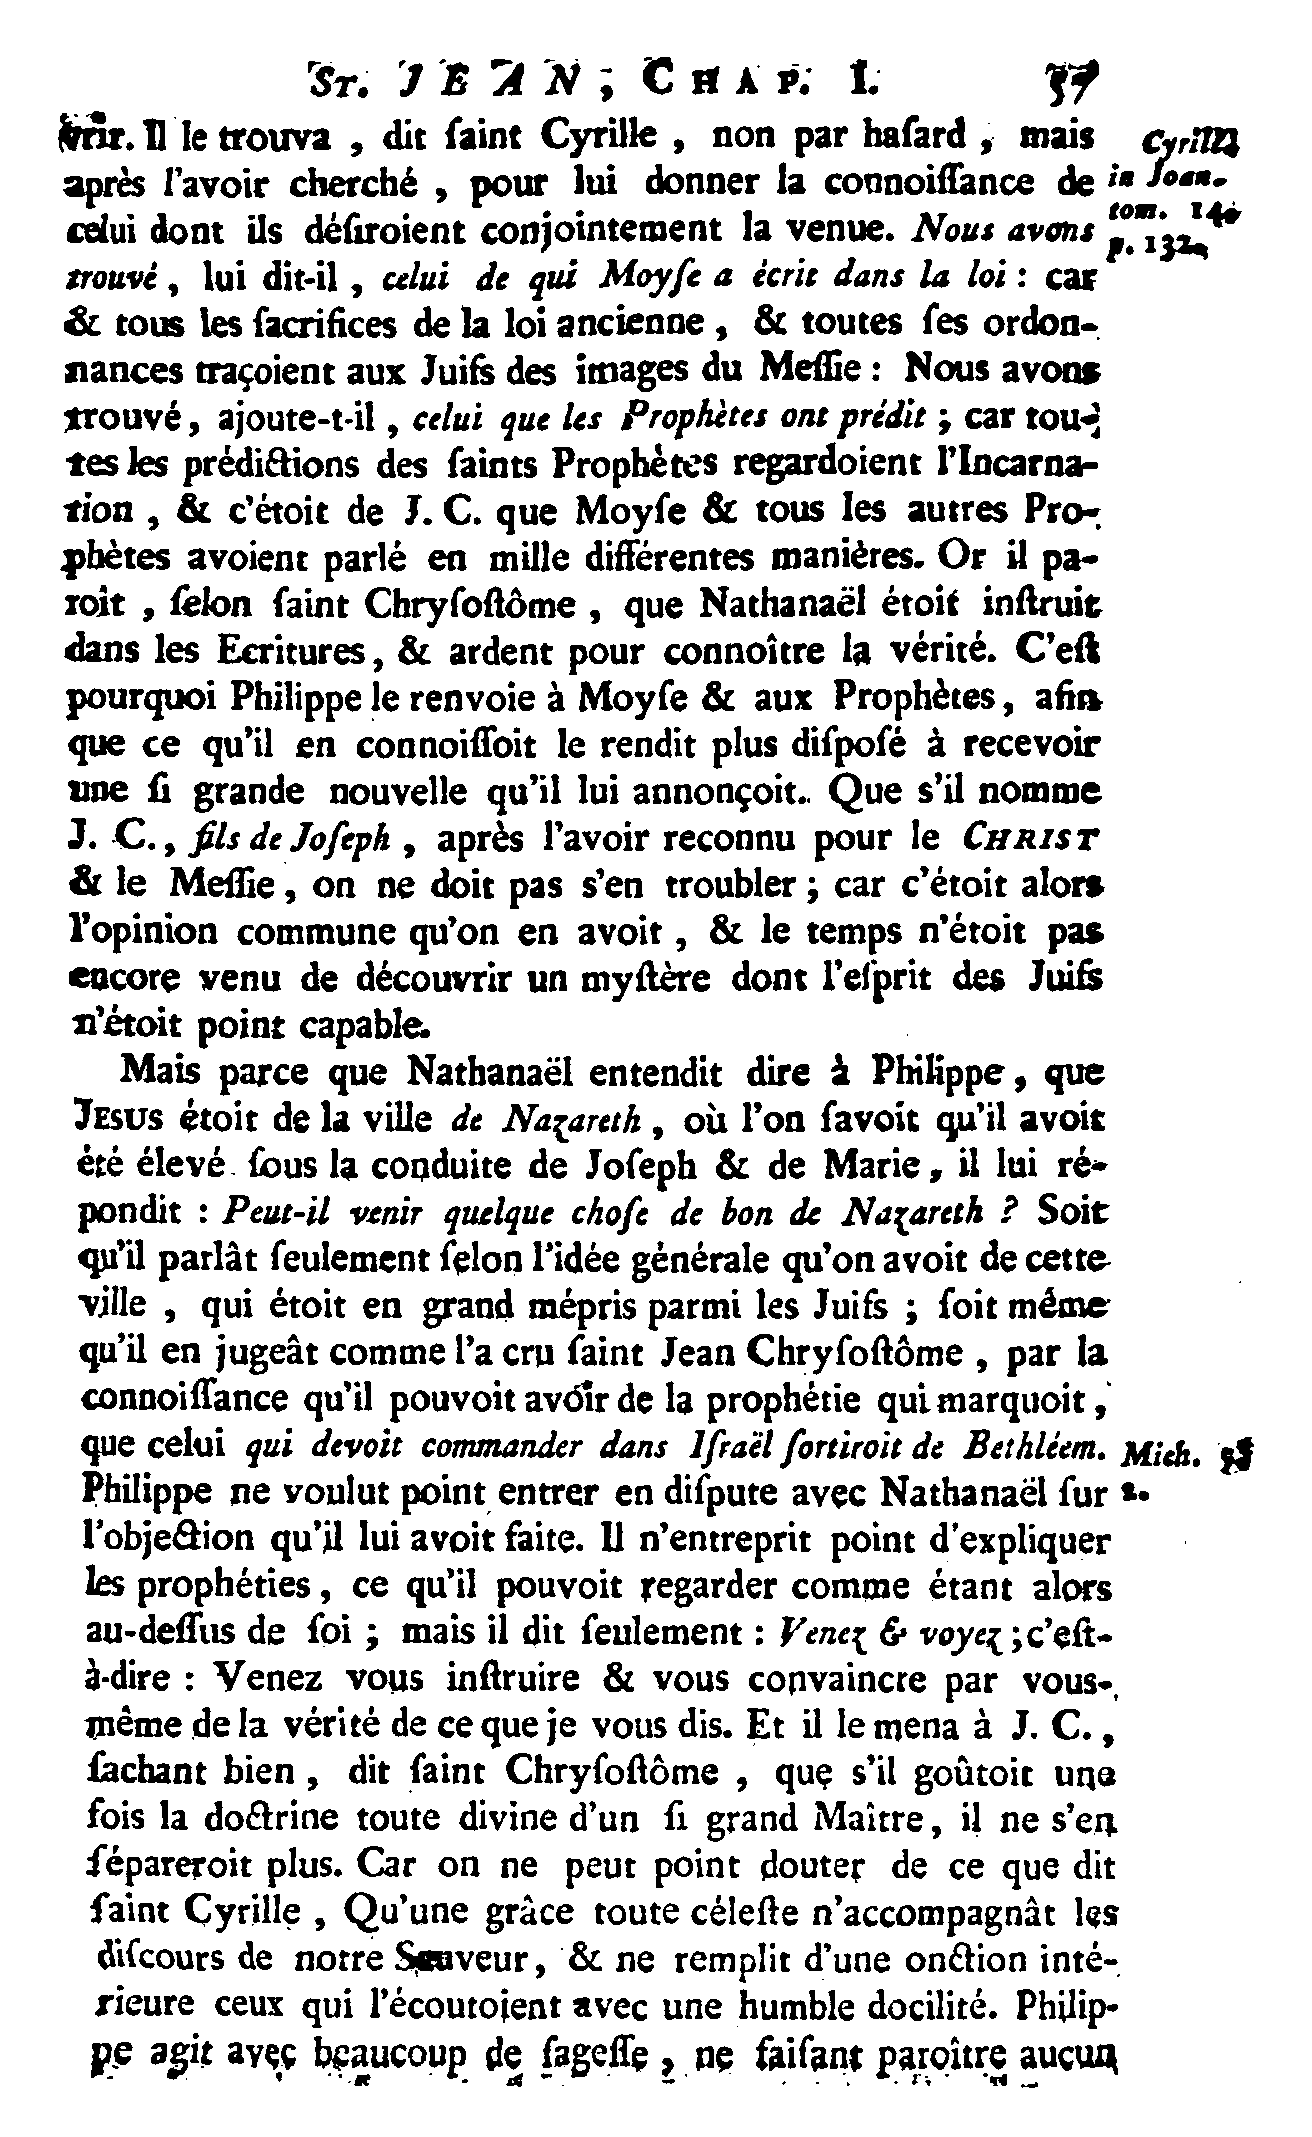 ST. JEAN, CHAP. I. 57
vrir. Il le trouva, dit ſaint Cyrille, non par haſard, mais
après l'avoir cherché, pour lui donner la connoiſſance de
celui dont ils déſiroient conjointement la venue. Nous avons
trouvé, lui dit-il, celui de qui Moyſe a écrit dans la loi : car
& tous les ſacrifices de la loi ancienne, & toutes ſes ordon-
nances traçoient aux Juifs des images du Meſſie : Nous avons
trouvé, ajoute-t-il, celui que les Prophètes ont prédit ; car tou-
tes les prédictions des ſaints Prophètes regardoient l'Incarna-
tion, & c'étoit de J. C. que Moyſe & tous les autres Pro-
phètes avoient parlé en mille différentes manières. Or il pa-
roit, ſelon ſaint Chryſoſtôme, que Nathanaël étoit inſtruit
dans les Ecritures, & ardent pour connoître la vérité. C'eſt
pourquoi Philippe le renvoie à Moyſe & aux Prophètes, afin
que ce qu'il en connoiſſoit le rendit plus diſpoſé à recevoir
une ſi grande nouvelle qu'il lui annonçoit. Que s'il nomme
J. C., fils de Joſeph, après l'avoir reconnu pour le CHRIST
& le Meſſie, on ne doit pas s'en troubler ; car c'étoit alors
l'opinion commune qu'on en avoit, & le temps n'étoit pas
encore venu de découvrir un myſtère dont l'eſprit des Juifs
n'étoit point capable.
Mais parce que Nathanaël entendit dire à Philippe, que
JESUS étoit de la ville de Nazareth, où l'on ſavoit qu'il avoit
été élevé ſous la conduite de Joſeph & de Marie, il lui ré-
pondit : Peut-il venir quelque choſe de bon de Nazareth ? Soit
qu'il parlât ſeulement ſelon l'idée générale qu'on avoit de cette
ville, qui étoit en grand mépris parmi les Juifs ; ſoit même
qu'il en jugeât comme l'a cru ſaint Jean Chryſoſtôme, par la
connoiſſance qu'il pouvoit avoir de la prophétie qui marquoit,
que celui qui devoit commander dans Iſraël ſortiroit de Bethléem.
Philippe ne voulut point entrer en diſpute avec Nathanaël ſur
l'objection qu'il lui avoit faite. Il n'entreprit point d'expliquer
les prophéties, ce qu'il pouvoit regarder comme étant alors
au-deſſus de ſoi ; mais il dit ſeulement : Venez & voyez ; c'eſt-
à-dire : Venez vous inſtruire & vous convaincre par vous-
même de la vérité de ce que je vous dis. Et il le mena à J. C.,
ſachant bien, dit ſaint Chryſoſtôme, que s'il goûtoit une
fois la doctrine toute divine d'un ſi grand Maître, il ne s'en
ſépareroit plus. Car on ne peut point douter de ce que dit
ſaint Cyrille, Qu'une grâce toute céleſte n'accompagnât les
diſcours de notre Sauveur, & ne remplit d'une onction inté-
rieure ceux qui l'écoutoient avec une humble docilité. Philip-
pe agit avec beaucoup de ſageſſe, ne faiſant paroître aucun
Cyrill.
in Joan.
tom. 14.
p. 132.
Mich. 5.
2.